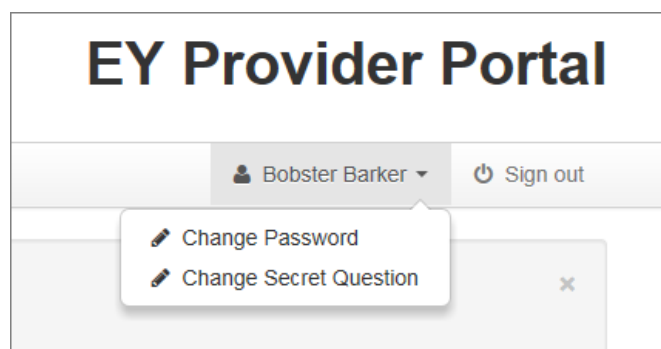 EY Provider Portal
Bobster Barker Sign out
Change Password
Change Secret Question